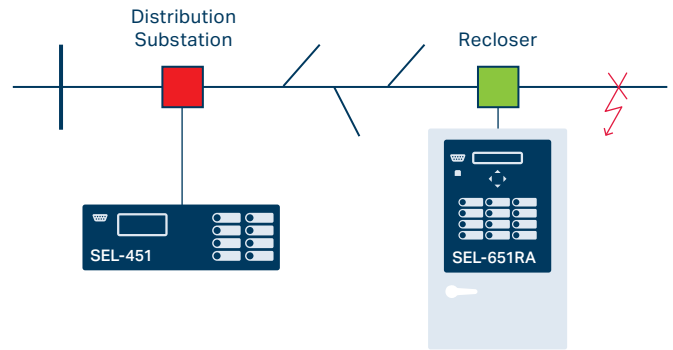 Distribution
Substation
Recloser
SEL-451
SEL-651RA